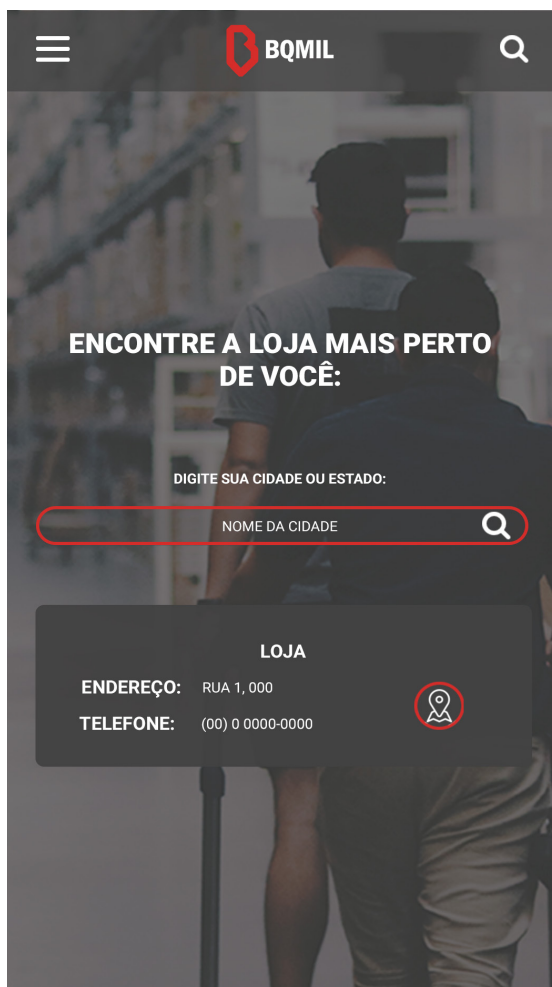 BQMIL
ENCONTRE A LOJA MAIS PERTO
DE VOCÊ:
DIGITE SUA CIDADE OU ESTADO:
NOME DA CIDADE
LOJA
ENDEREÇO: RUA 1, 000
TELEFONE: (00) 0 0000-0000